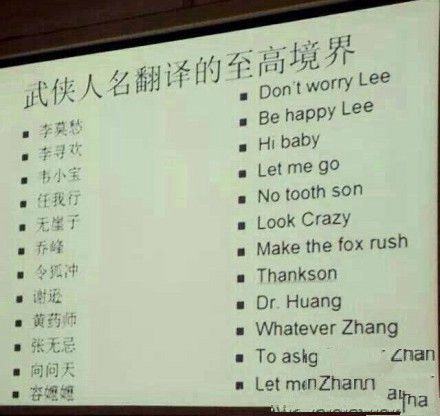 武侠人名翻译的至高境界
李莫愁
李寻欢
韦小宝
任我行
无崖子
乔峰
令狐冲
谢逊
黄药师
张无忌
问问天
容嬷嬷
Don't worry Lee
Be happy Lee
Hi baby
Let me go
No tooth son
Look Crazy
Make the fox rush
Thankson
Dr. Huang
Whatever Zhang
To ask
Let me